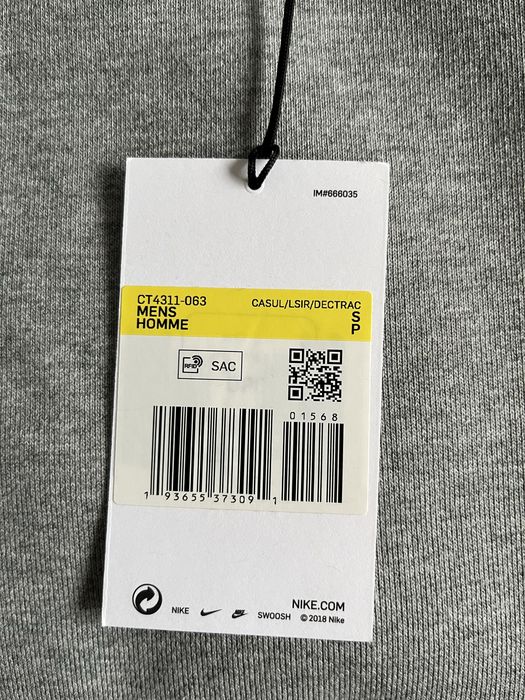 IM#666035
CT4311-063 CASUL/LSIR/DECTRAC
MENS S
HOMME P
RFID SAC
01568
1 93655 37309 1
NIKE SWOOSH NIKE.COM
© 2018 Nike